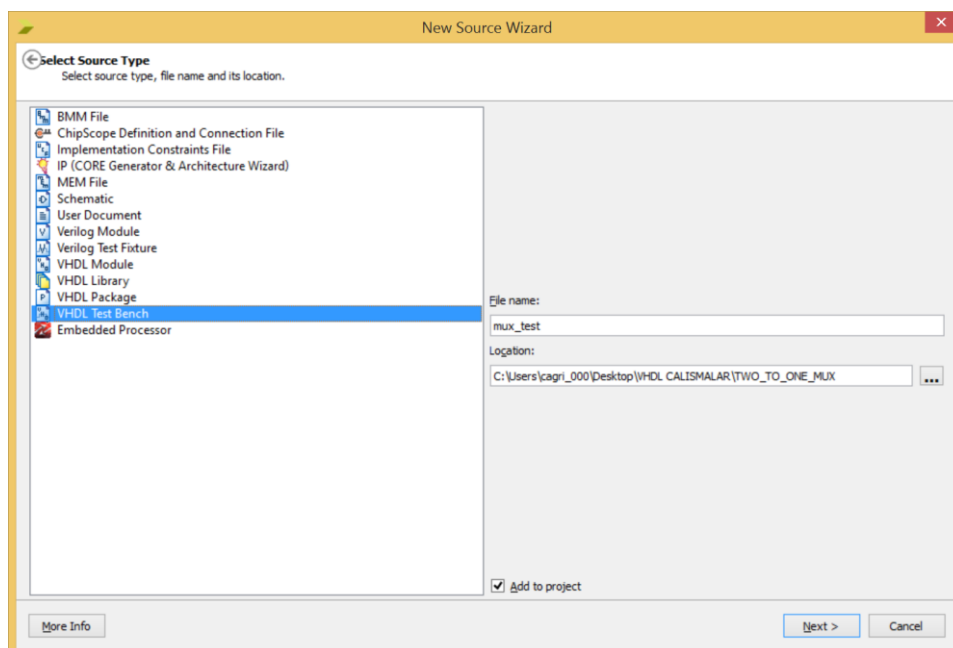 New Source Wizard
Select Source Type
Select source type, file name and its location.
BMM File
ChipScope Definition and Connection File
Implementation Constraints File
IP (CORE Generator & Architecture Wizard)
MEM File
Schematic
User Document
Verilog Module
Verilog Test Fixture
VHDL Module
VHDL Library
VHDL Package
VHDL Test Bench
Embedded Processor
File name:
mux_test
Location:
C:\Users\cagri_000\Desktop\VHDL CALISMALAR\TWO_TO_ONE_MUX
...
Add to project
More Info
Next >
Cancel